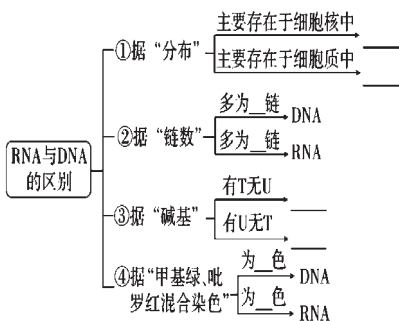 RNA与DNA
的区别
①据“分布”
主要存在于细胞核中
主要存在于细胞质中
②据“链数”
多为__链 DNA
多为__链 RNA
③据“碱基”
有T无U
有U无T
④据“甲基绿、吡
罗红混合染色”
为__色 DNA
为__色 RNA